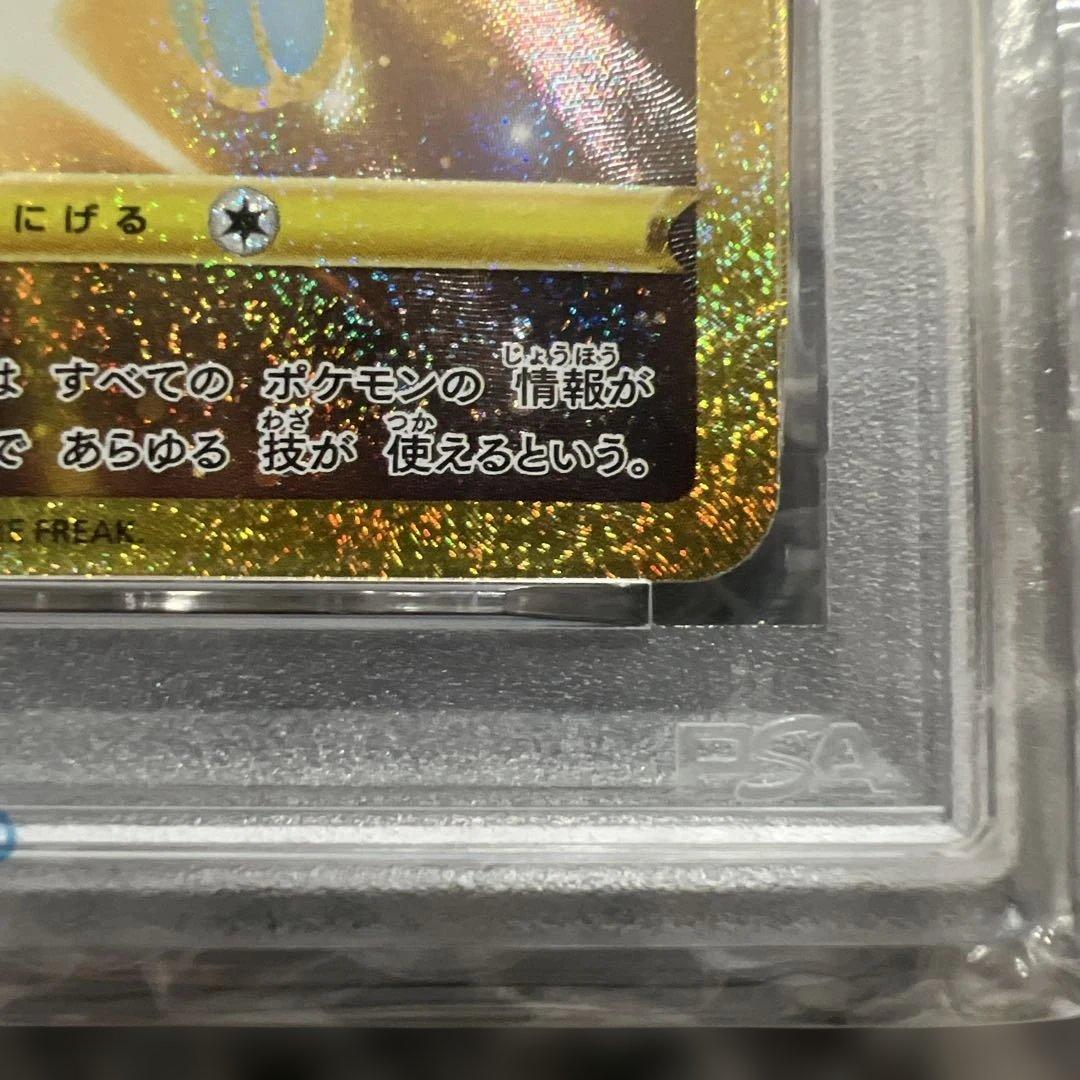 にげる
は すべての ポケモンの 情報が
じょうほう
で あらゆる 技が 使えるという。
わざ つか
FREAK.
PSA